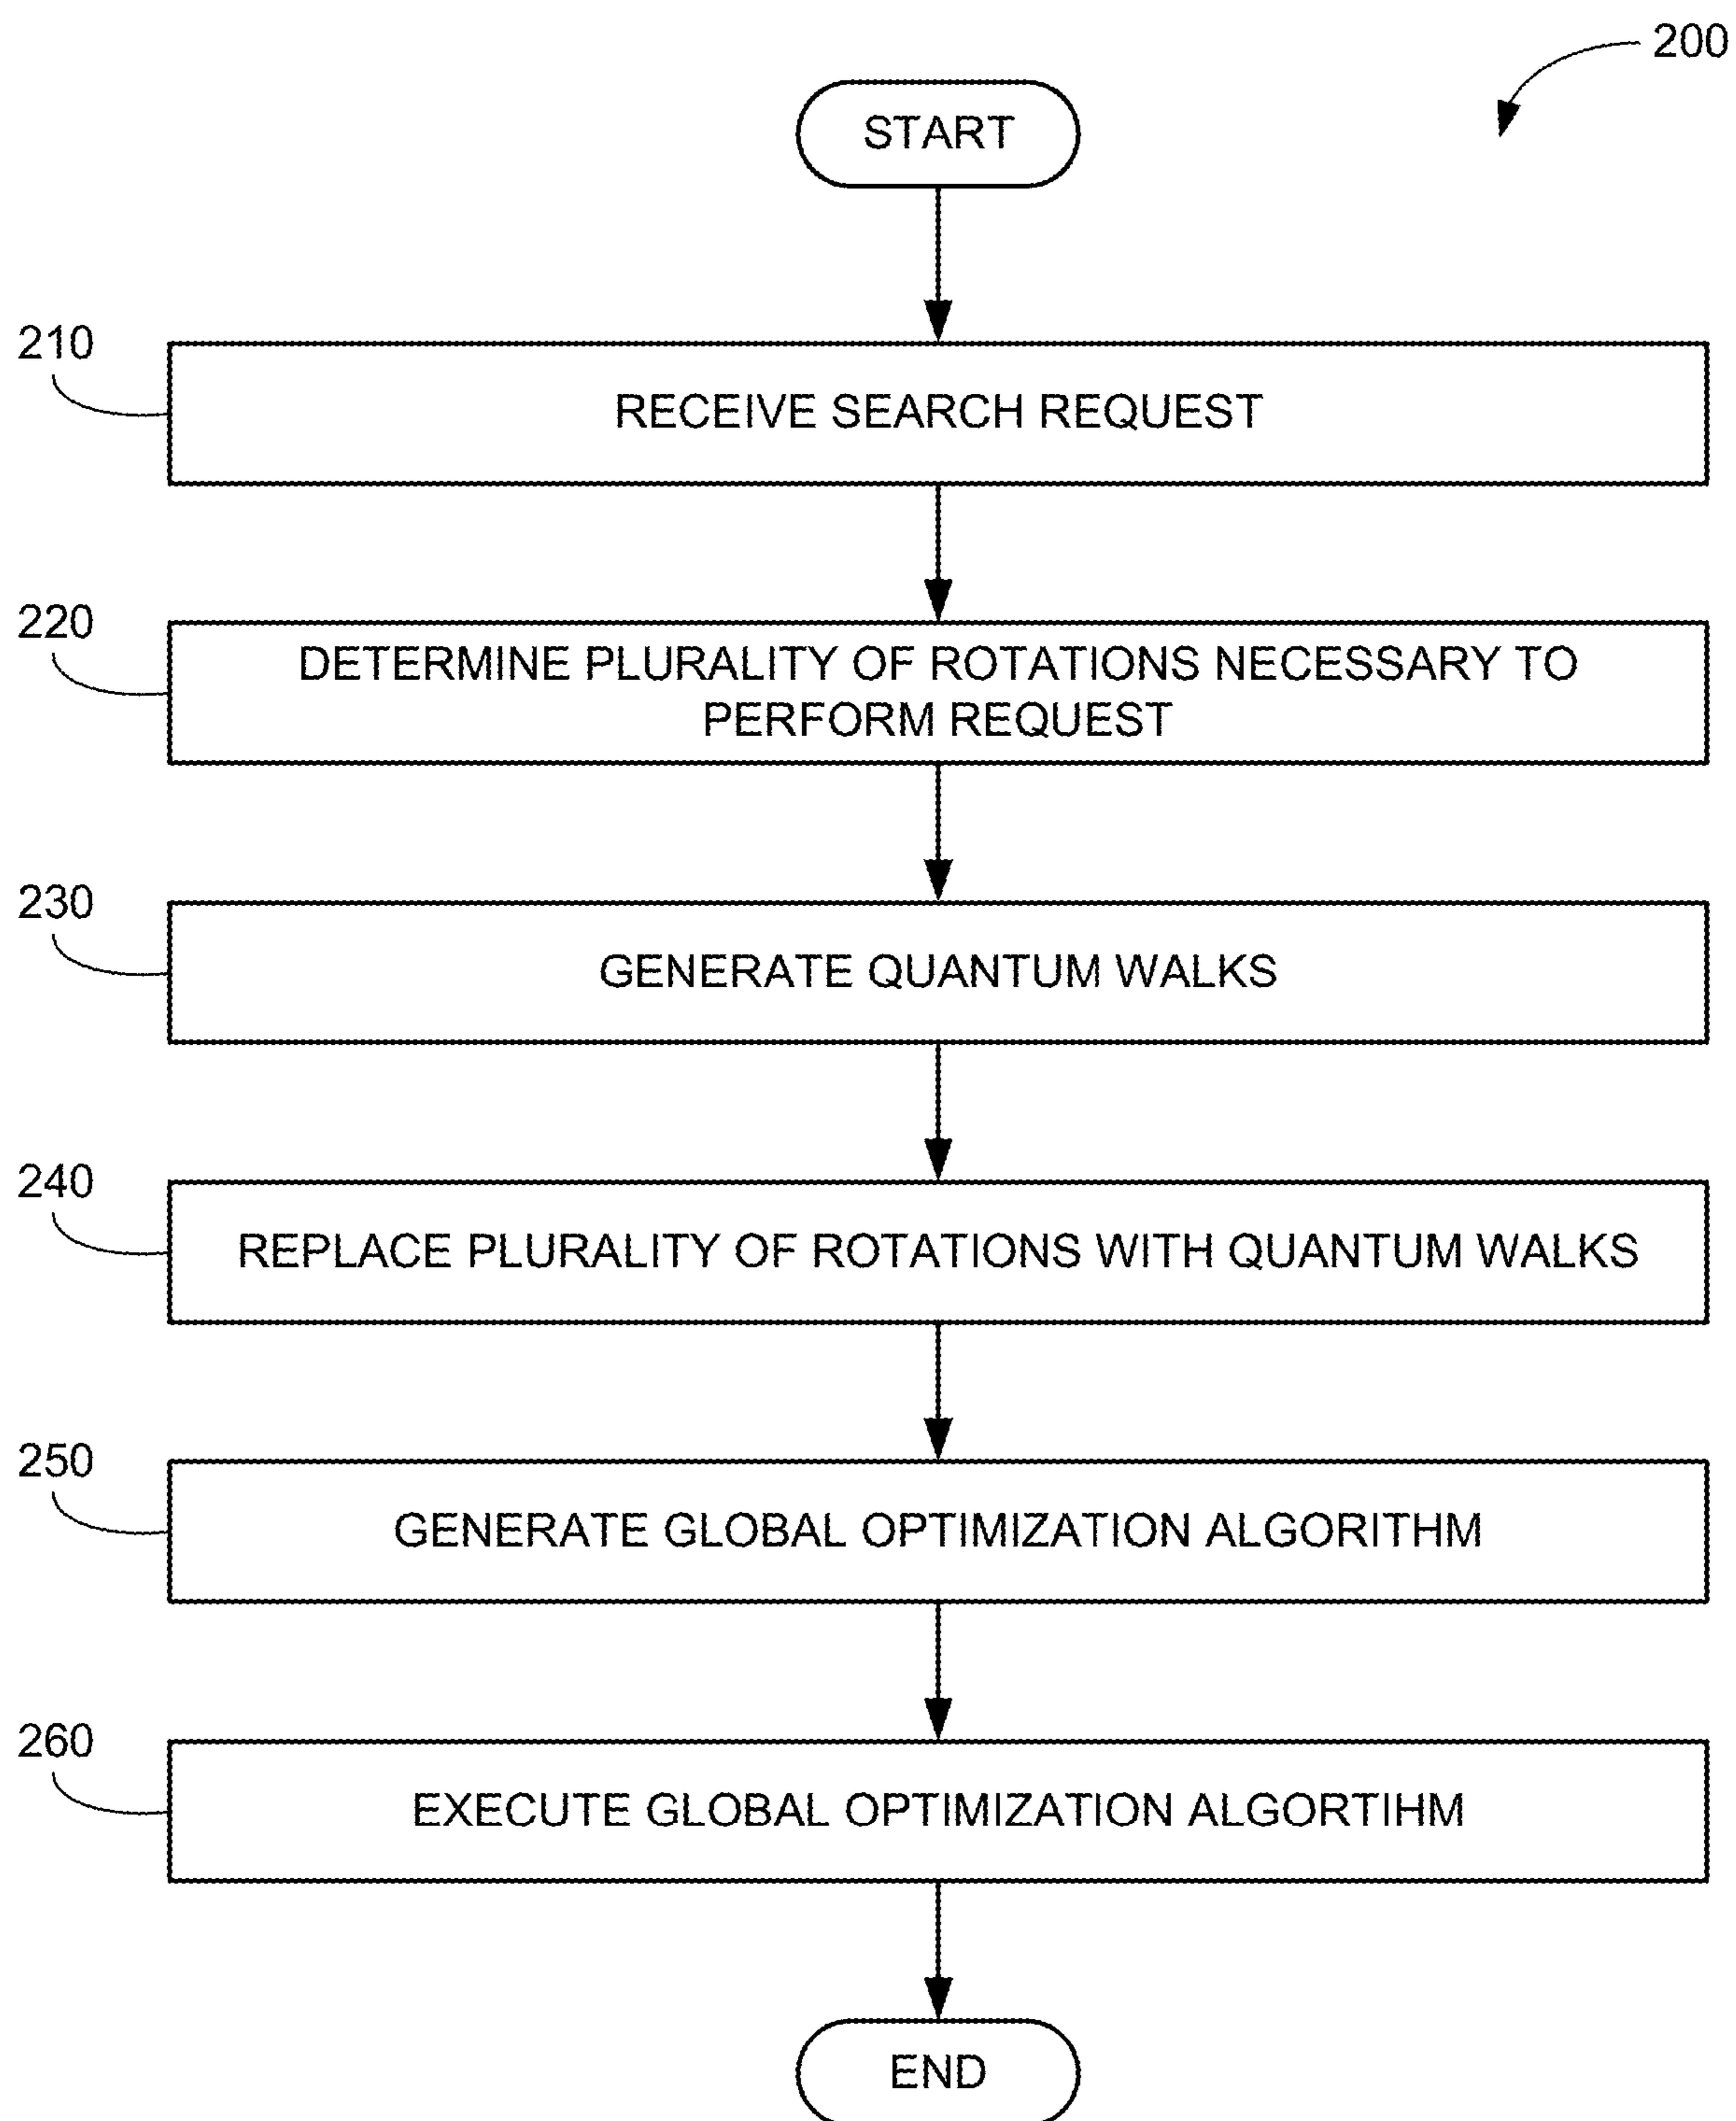 200
START
210
RECEIVE SEARCH REQUEST
220
DETERMINE PLURALITY OF ROTATIONS NECESSARY TO
PERFORM REQUEST
230
GENERATE QUANTUM WALKS
240
REPLACE PLURALITY OF ROTATIONS WITH QUANTUM WALKS
250
GENERATE GLOBAL OPTIMIZATION ALGORITHM
260
EXECUTE GLOBAL OPTIMIZATION ALGORTIHM
END